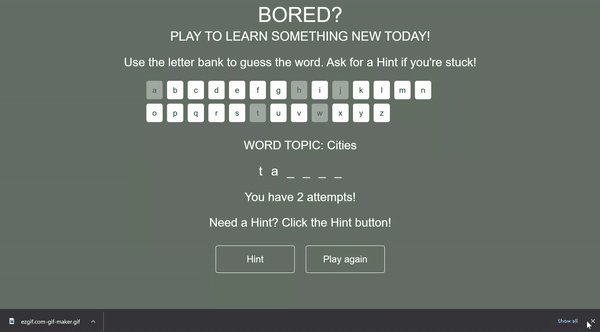 BORED?
PLAY TO LEARN SOMETHING NEW TODAY!
Use the letter bank to guess the word. Ask for a Hint if you're stuck!
a b c d e f g h i j k l m n
o p q r s t u v w x y z
WORD TOPIC: Cities
t a _ _ _ _
You have 2 attempts!
Need a Hint? Click the Hint button!
Hint Play again
ezgif.com-gif-maker.gif Show all